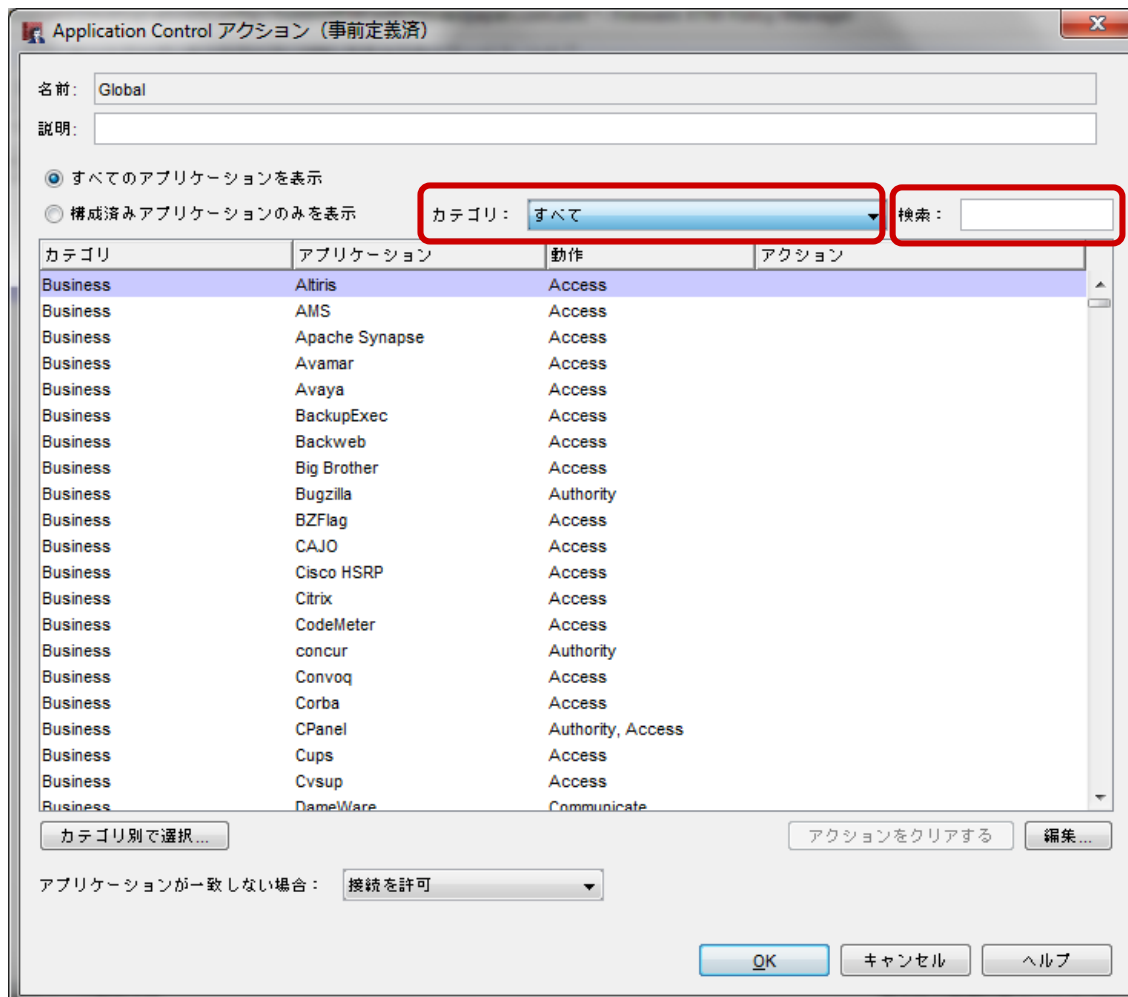 Application Control アクション（事前定義済）
名前: Global
説明:
すべてのアプリケーションを表示
構成済みアプリケーションのみを表示 カテゴリ： すべて 検索：
カテゴリ アプリケーション 動作 アクション
Business Altiris Access
Business AMS Access
Business Apache Synapse Access
Business Avamar Access
Business Avaya Access
Business BackupExec Access
Business Backweb Access
Business Big Brother Access
Business Bugzilla Authority
Business BZFlag Access
Business CAJO Access
Business Cisco HSRP Access
Business Citrix Access
Business CodeMeter Access
Business concur Authority
Business Convoq Access
Business Corba Access
Business CPanel Authority, Access
Business Cups Access
Business Cvsup Access
Business DameWare Communicate
カテゴリ別で選択... アクションをクリアする 編集...
アプリケーションが一致しない場合： 接続を許可
OK キャンセル ヘルプ